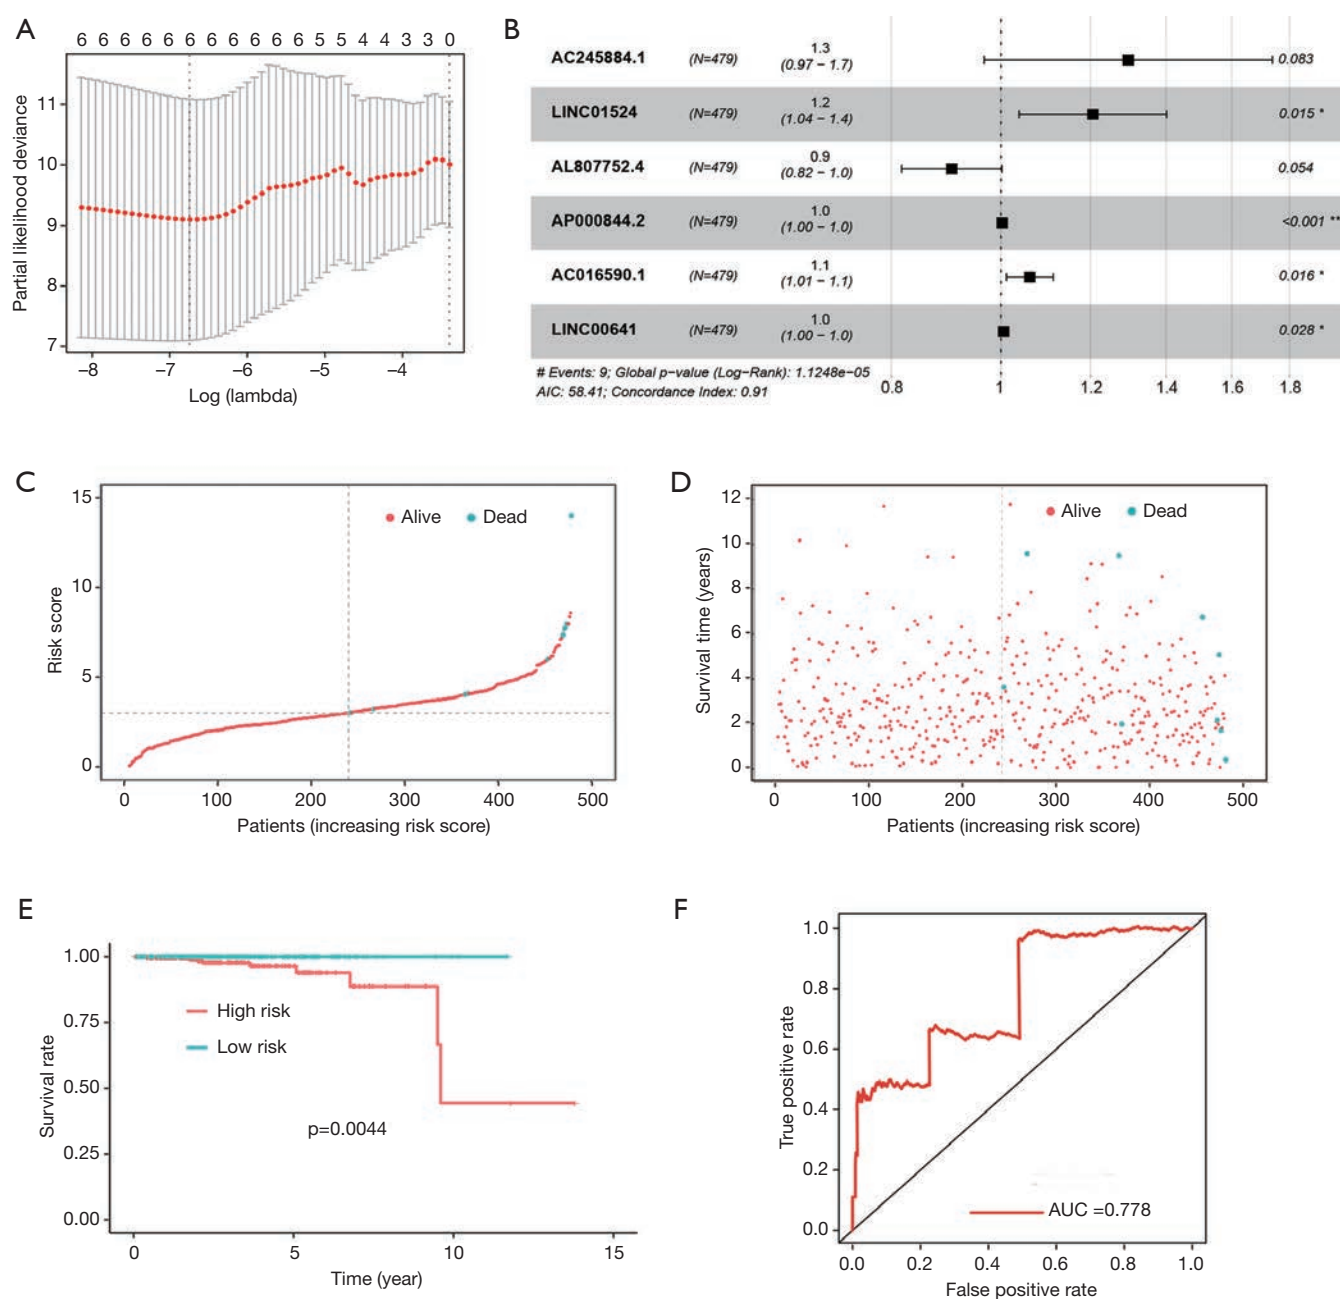 A
6 6 6 6 6 6 6 6 6 6 6 5 5 4 4 3 3 0
Partial likelihood deviance
11
10
9
8
7
−8 −7 −6 −5 −4
Log (lambda)
B
AC245884.1 (N=479) 1.3 (0.97 − 1.7) 0.083
LINC01524 (N=479) 1.2 (1.04 − 1.4) 0.015 *
AL807752.4 (N=479) 0.9 (0.82 − 1.0) 0.054
AP000844.2 (N=479) 1.0 (1.00 − 1.0) <0.001 **
AC016590.1 (N=479) 1.1 (1.01 − 1.1) 0.016 *
LINC00641 (N=479) 1.0 (1.00 − 1.0) 0.028 *
# Events: 9; Global p−value (Log−Rank): 1.1248e−05
AIC: 58.41; Concordance Index: 0.91
0.8 1 1.2 1.4 1.6 1.8
C
Risk score
15
10
5
0
Alive Dead
0 100 200 300 400 500
Patients (increasing risk score)
D
Survival time (years)
12
10
8
6
4
2
0
Alive Dead
0 100 200 300 400 500
Patients (increasing risk score)
E
Survival rate
1.00
0.75
0.50
0.25
0.00
High risk
Low risk
p=0.0044
0 5 10 15
Time (year)
F
True positive rate
1.0
0.8
0.6
0.4
0.2
0.0
AUC =0.778
0.0 0.2 0.4 0.6 0.8 1.0
False positive rate